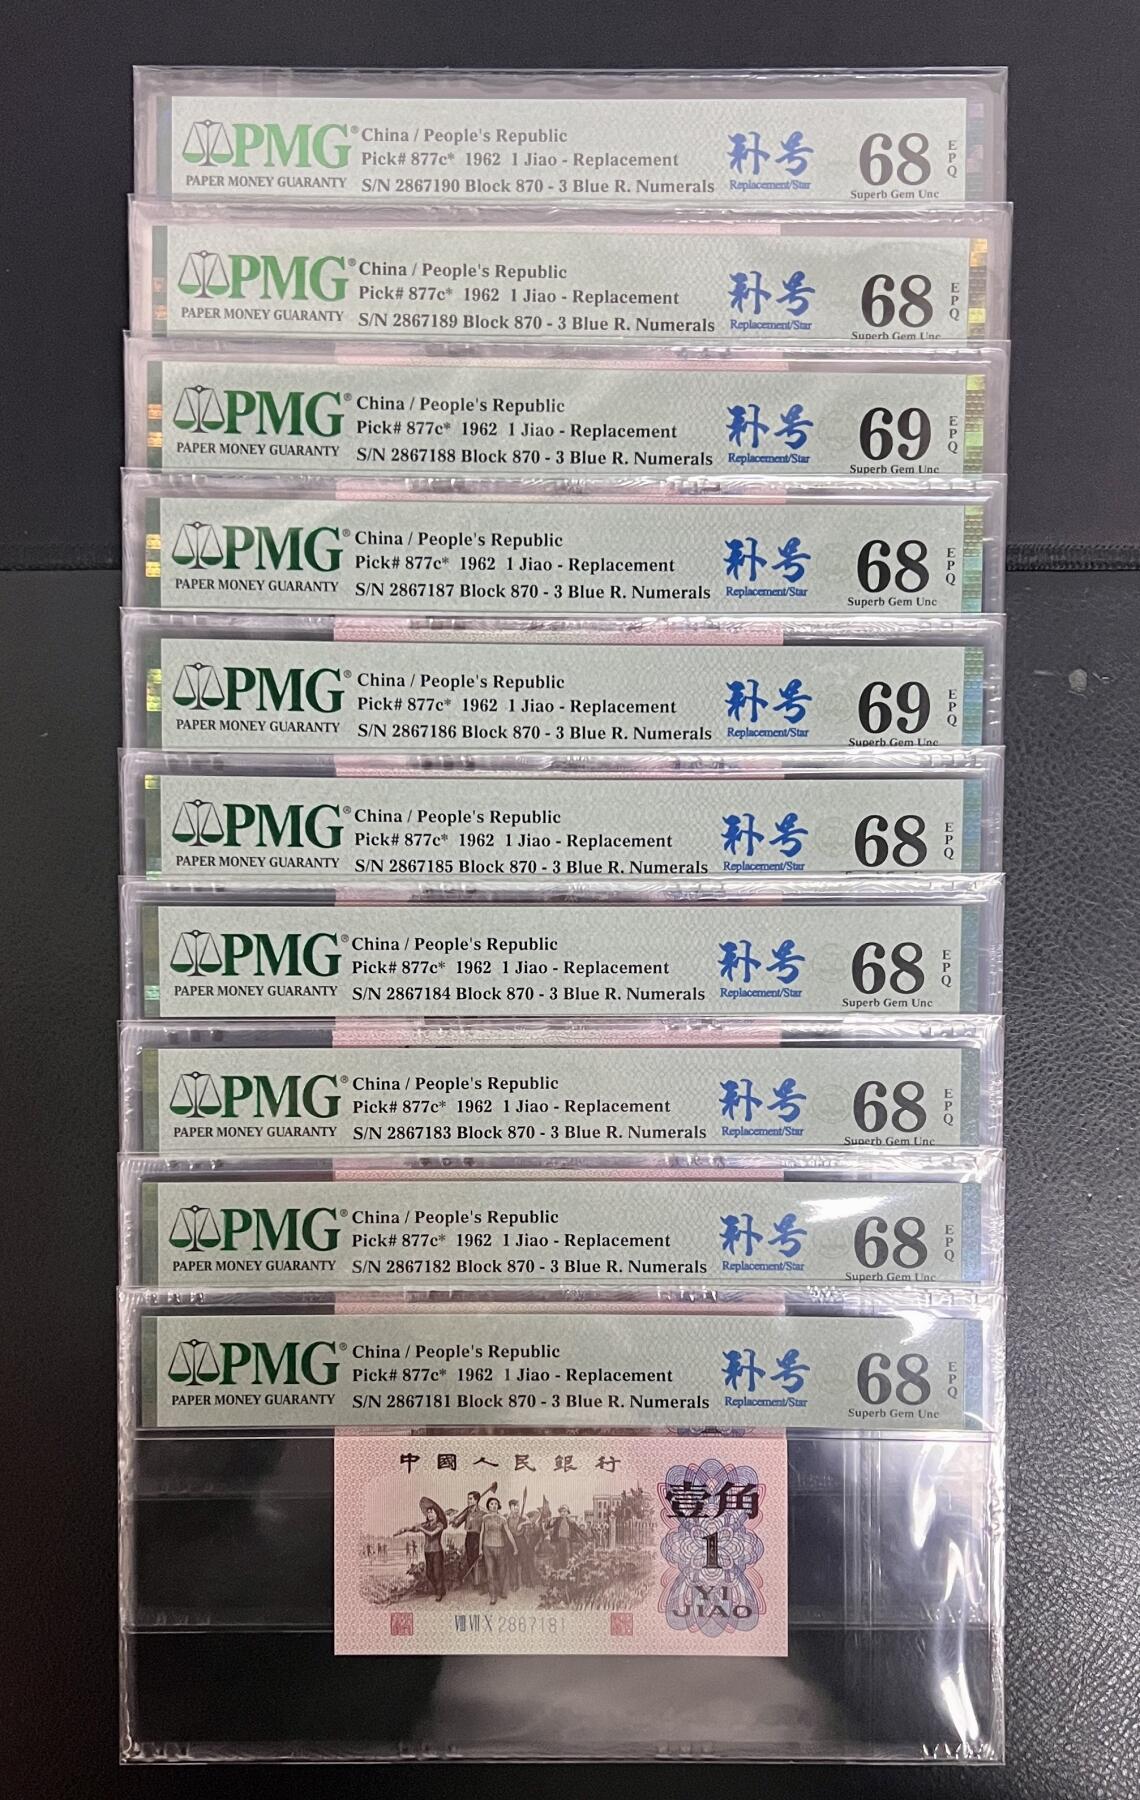 PMG®
PAPER MONEY GUARANTY
China / People's Republic
Pick# 877c* 1962 1 Jiao - Replacement
S/N 2867190 Block 870 - 3 Blue R. Numerals
补号
Replacement/Star
68
EPQ
Superb Gem Unc
PMG®
PAPER MONEY GUARANTY
China / People's Republic
Pick# 877c* 1962 1 Jiao - Replacement
S/N 2867189 Block 870 - 3 Blue R. Numerals
补号
Replacement/Star
68
EPQ
Superb Gem Unc
PMG®
PAPER MONEY GUARANTY
China / People's Republic
Pick# 877c* 1962 1 Jiao - Replacement
S/N 2867188 Block 870 - 3 Blue R. Numerals
补号
Replacement/Star
69
EPQ
Superb Gem Unc
PMG®
PAPER MONEY GUARANTY
China / People's Republic
Pick# 877c* 1962 1 Jiao - Replacement
S/N 2867187 Block 870 - 3 Blue R. Numerals
补号
Replacement/Star
68
EPQ
Superb Gem Unc
PMG®
PAPER MONEY GUARANTY
China / People's Republic
Pick# 877c* 1962 1 Jiao - Replacement
S/N 2867186 Block 870 - 3 Blue R. Numerals
补号
Replacement/Star
69
EPQ
Superb Gem Unc
PMG®
PAPER MONEY GUARANTY
China / People's Republic
Pick# 877c* 1962 1 Jiao - Replacement
S/N 2867185 Block 870 - 3 Blue R. Numerals
补号
Replacement/Star
68
EPQ
PMG®
PAPER MONEY GUARANTY
China / People's Republic
Pick# 877c* 1962 1 Jiao - Replacement
S/N 2867184 Block 870 - 3 Blue R. Numerals
补号
Replacement/Star
68
EPQ
Superb Gem Unc
PMG®
PAPER MONEY GUARANTY
China / People's Republic
Pick# 877c* 1962 1 Jiao - Replacement
S/N 2867183 Block 870 - 3 Blue R. Numerals
补号
Replacement/Star
68
EPQ
Superb Gem Unc
PMG®
PAPER MONEY GUARANTY
China / People's Republic
Pick# 877c* 1962 1 Jiao - Replacement
S/N 2867182 Block 870 - 3 Blue R. Numerals
补号
Replacement/Star
68
EPQ
Superb Gem Unc
PMG®
PAPER MONEY GUARANTY
China / People's Republic
Pick# 877c* 1962 1 Jiao - Replacement
S/N 2867181 Block 870 - 3 Blue R. Numerals
补号
Replacement/Star
68
EPQ
Superb Gem Unc
中國人民銀行
壹角
1
YI
JIAO
VIII VII X 2867181